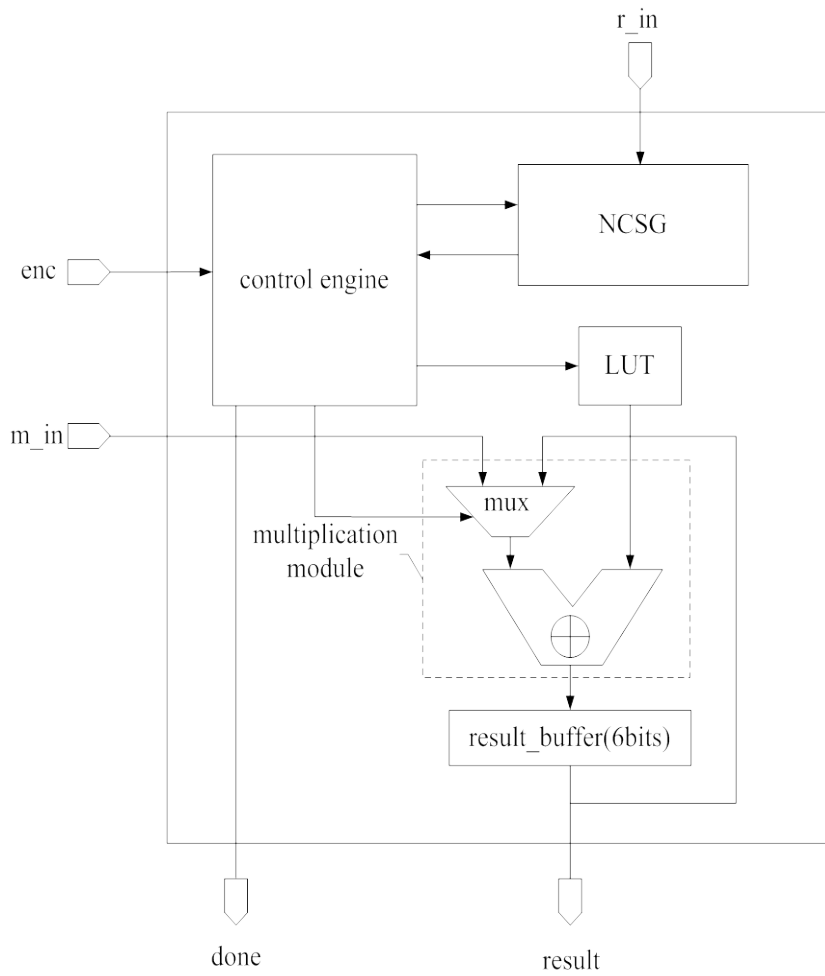 r_in
NCSG
enc
control engine
LUT
m_in
mux
multiplication
module
result_buffer(6bits)
done
result